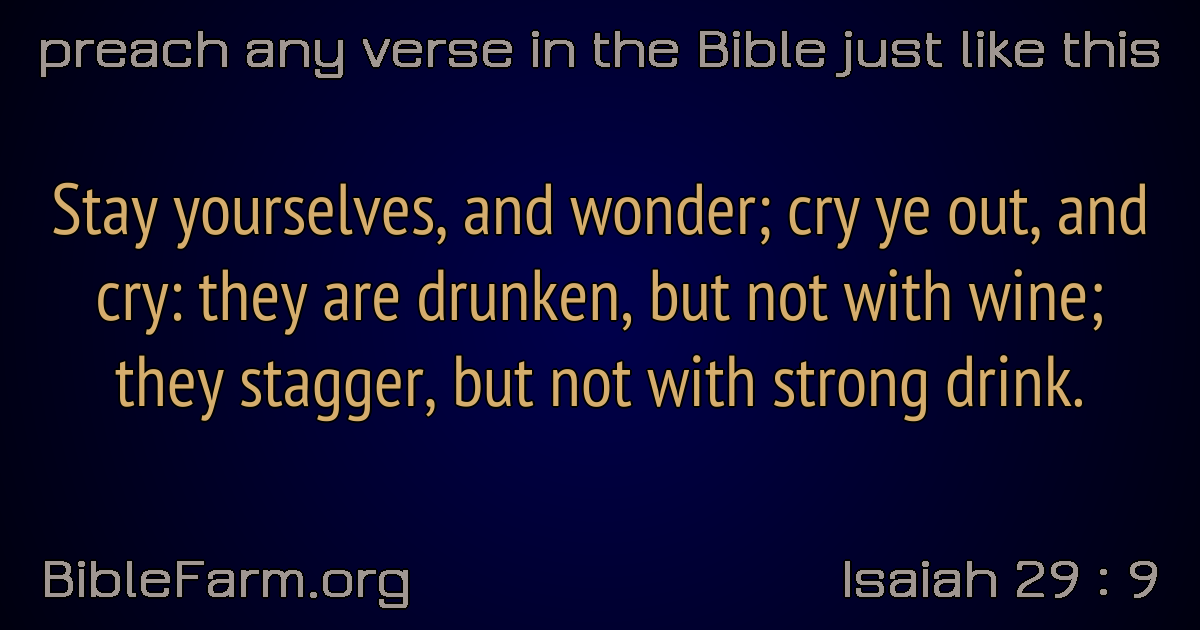 preach any verse in the Bible just like this
Stay yourselves, and wonder; cry ye out, and
cry: they are drunken, but not with wine;
they stagger, but not with strong drink.
BibleFarm.org
Isaiah 29 : 9